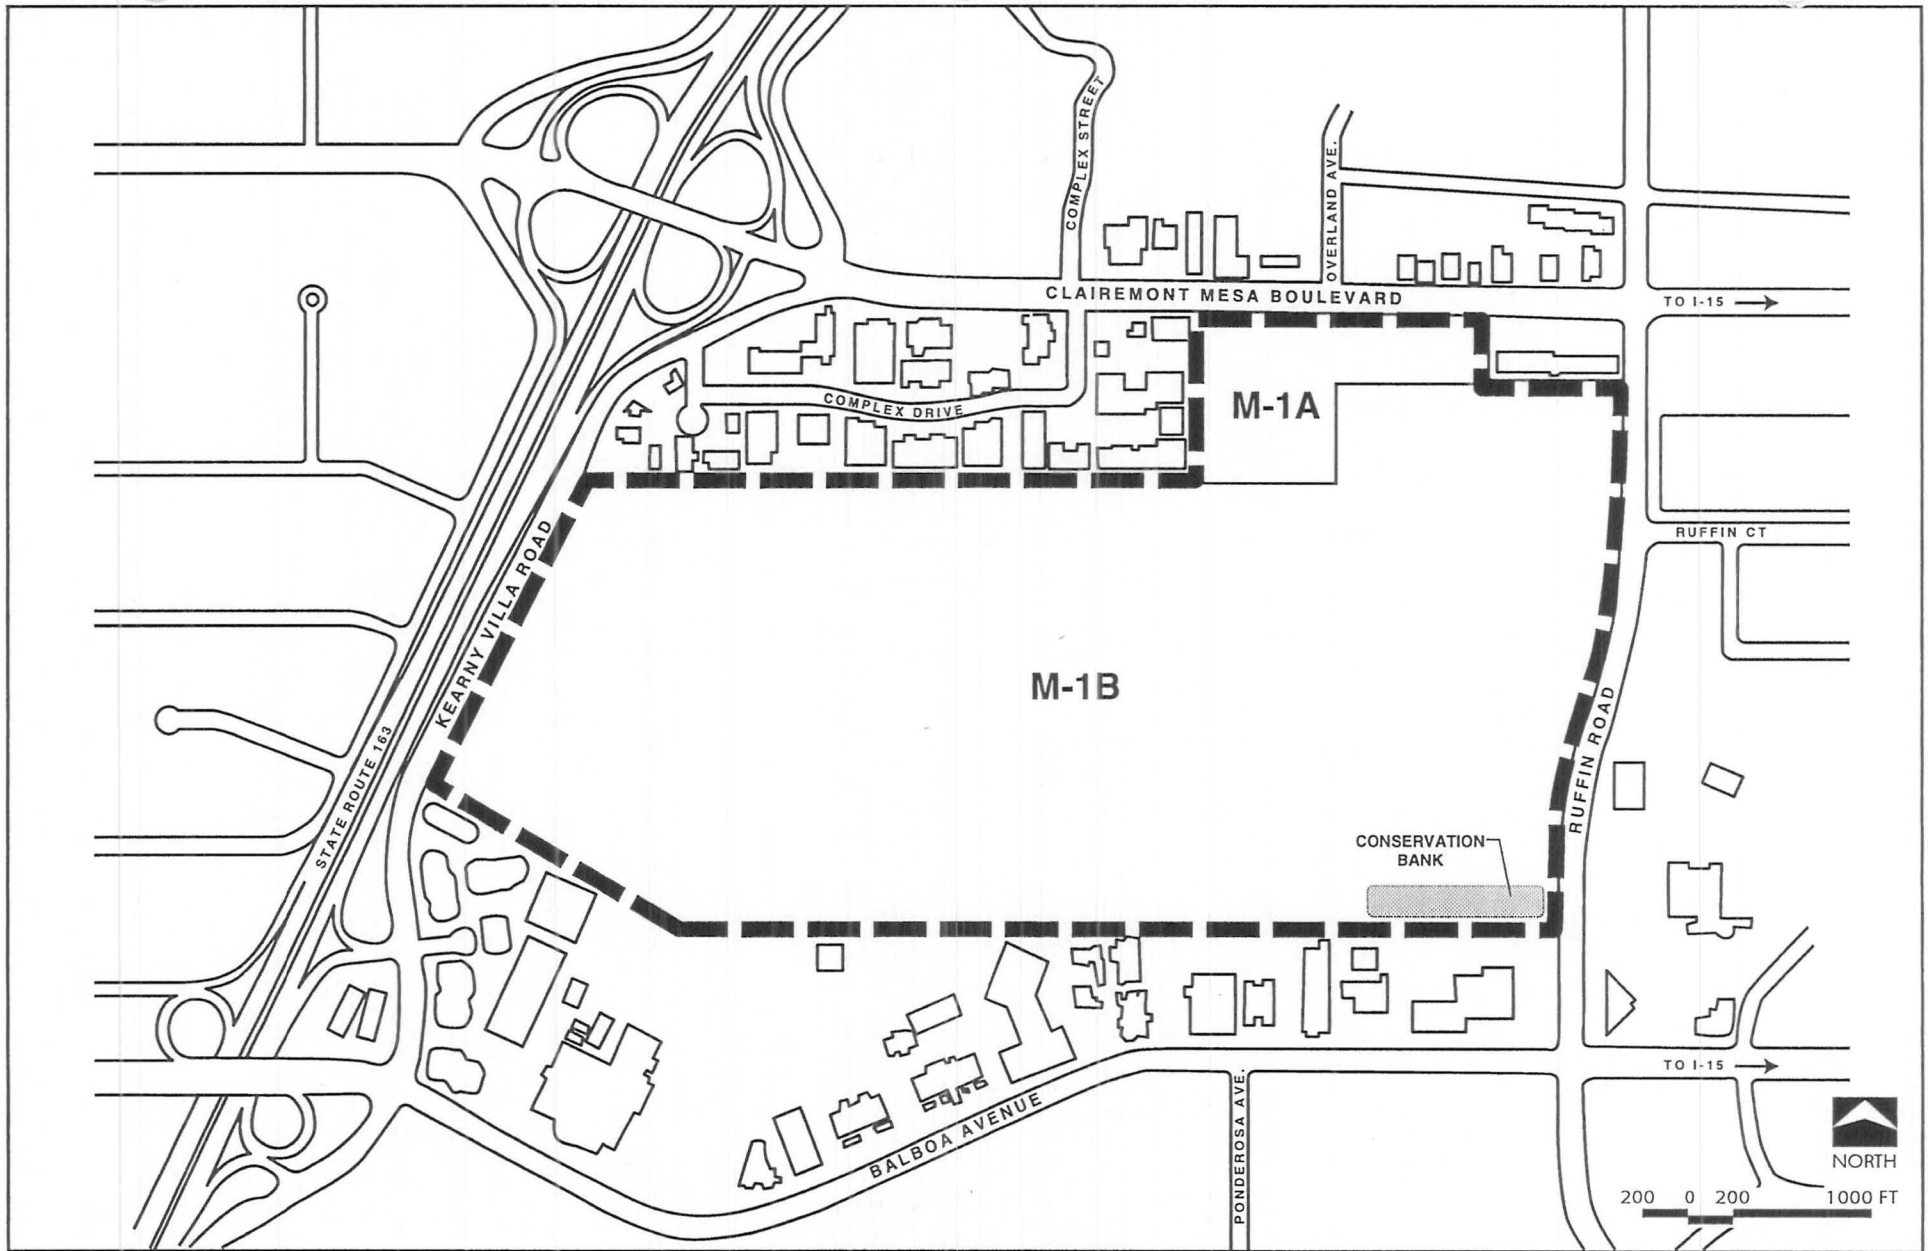 COMPLEX STREET
OVERLAND AVE.
CLAIREMONT MESA BOULEVARD
TO I-15
M-1A
COMPLEX DRIVE
RUFFIN CT
KEARNY VILLA ROAD
M-1B
RUFFIN ROAD
STATE ROUTE 163
CONSERVATION
BANK
TO I-15
BALBOA AVENUE
PONDEROSA AVE.
NORTH
200 0 200 1000 FT